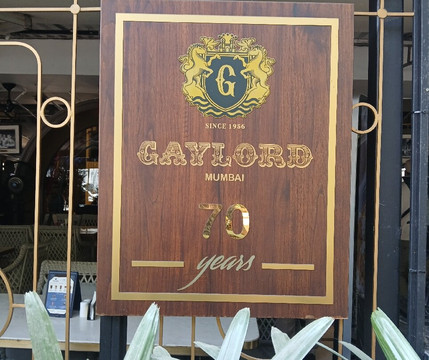 G
SINCE 1956
GAYLORD
MUMBAI
70
years